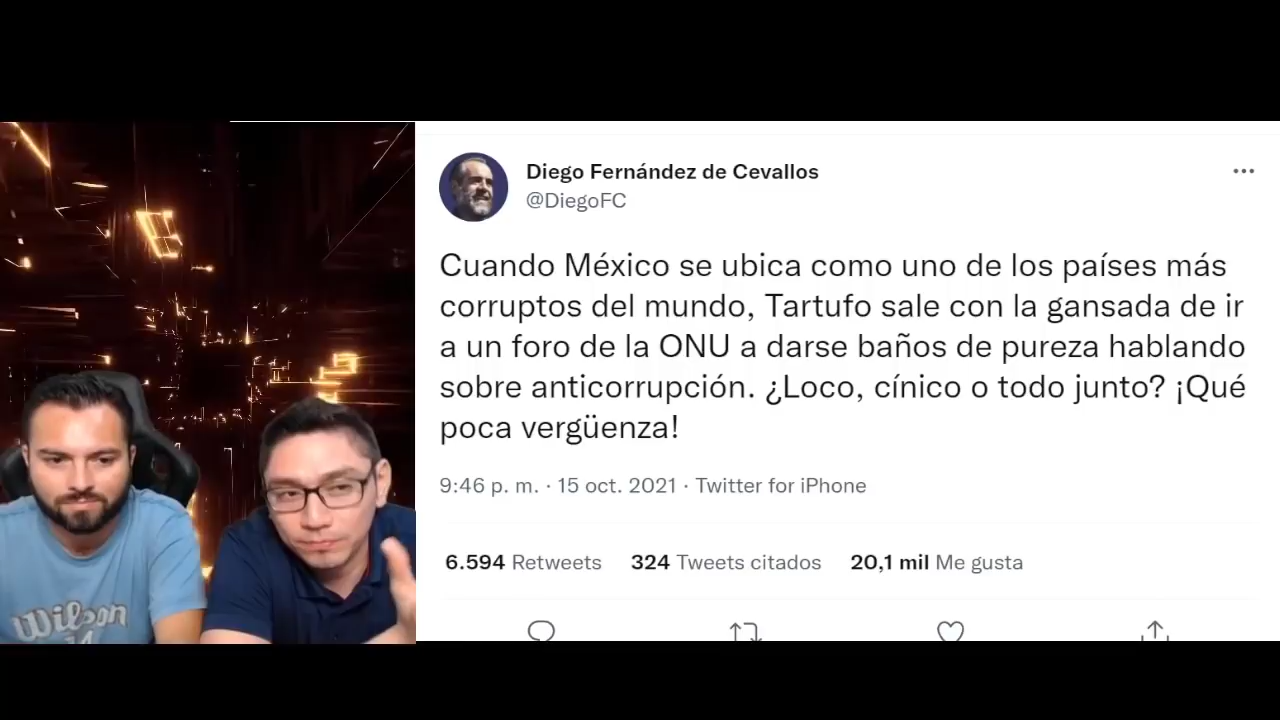 Diego Fernández de Cevallos
@DiegoFC
Cuando México se ubica como uno de los países más
corruptos del mundo, Tartufo sale con la gansada de ir
a un foro de la ONU a darse baños de pureza hablando
sobre anticorrupción. ¿Loco, cínico o todo junto? ¡Qué
poca vergüenza!
9:46 p. m. · 15 oct. 2021 · Twitter for iPhone
6.594 Retweets 324 Tweets citados 20,1 mil Me gusta
Wilson
14